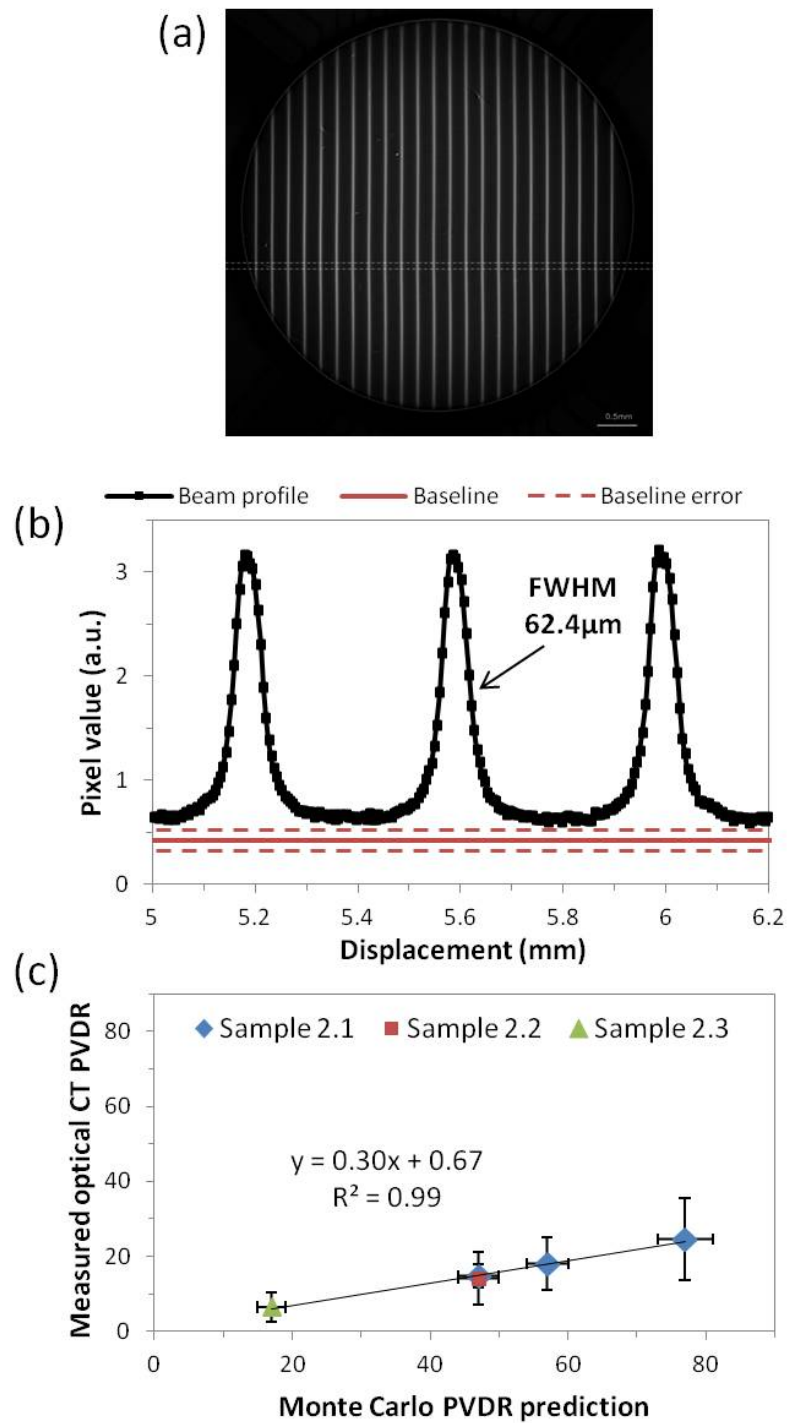 (a)
0.5mm
Beam profile Baseline Baseline error
(b)
Pixel value (a.u.)
3
2
1
0
FWHM
62.4µm
5 5.2 5.4 5.6 5.8 6 6.2
Displacement (mm)
(c)
Measured optical CT PVDR
80
60
40
20
0
Sample 2.1 Sample 2.2 Sample 2.3
y = 0.30x + 0.67
R² = 0.99
0 20 40 60 80
Monte Carlo PVDR prediction